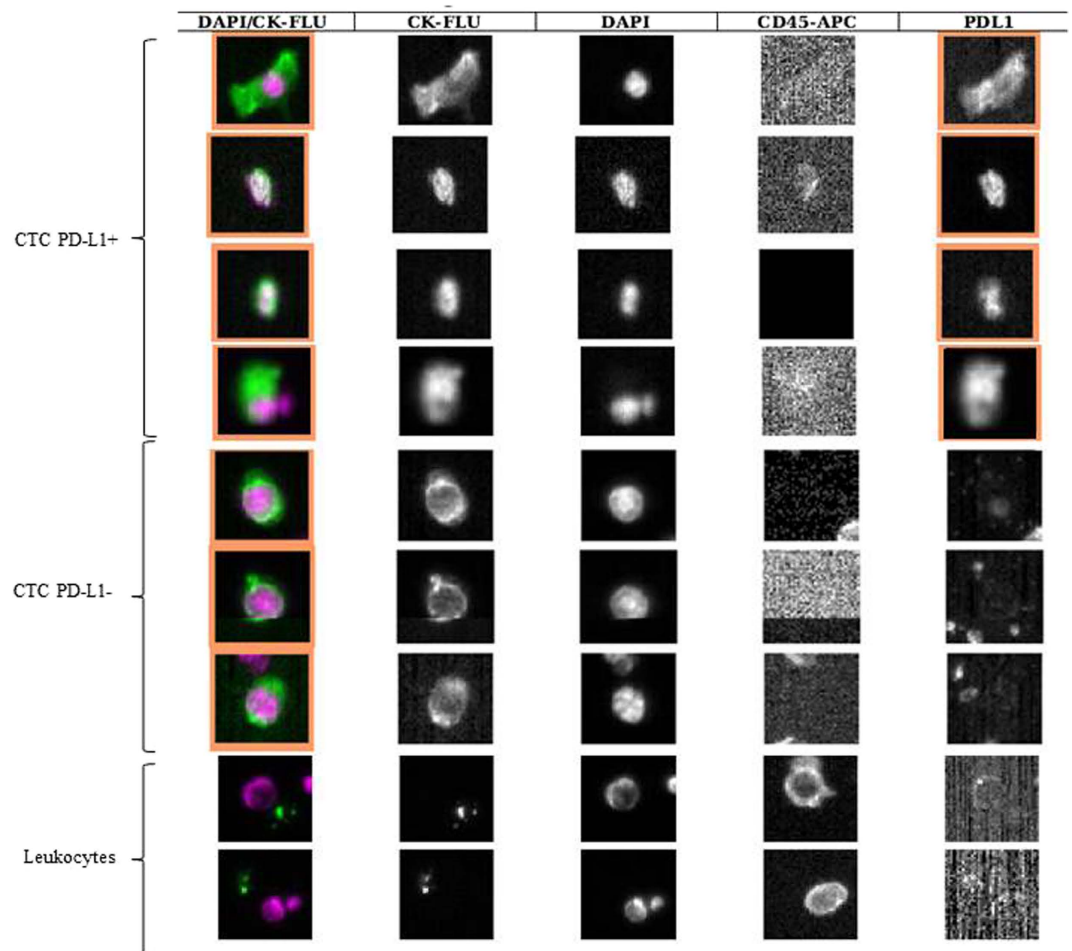 DAPI/CK-FLU CK-FLU DAPI CD45-APC PDL1
CTC PD-L1+
CTC PD-L1-
Leukocytes